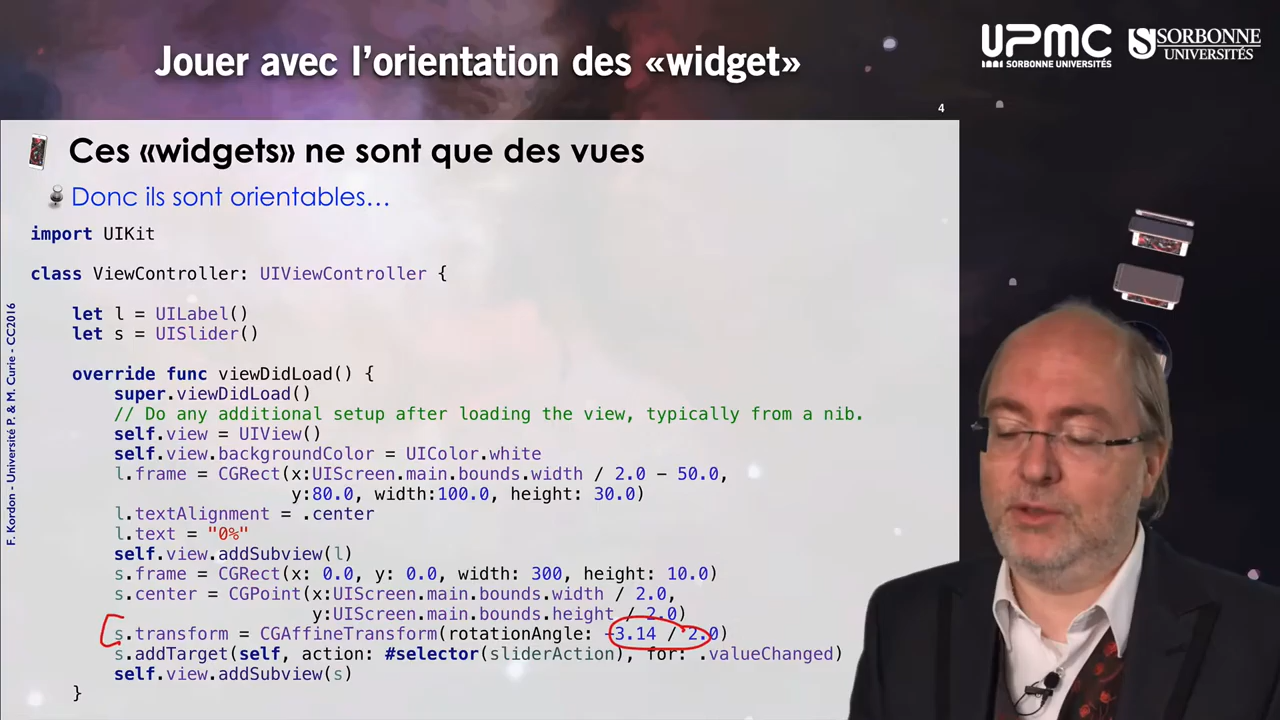 Jouer avec l’orientation des «widget»
UPMC
SORBONNE UNIVERSITÉS
S SORBONNE
UNIVERSITÉS
4
Ces «widgets» ne sont que des vues
Donc ils sont orientables…
import UIKit
class ViewController: UIViewController {
let l = UILabel()
let s = UISlider()
override func viewDidLoad() {
super.viewDidLoad()
// Do any additional setup after loading the view, typically from a nib.
self.view = UIView()
self.view.backgroundColor = UIColor.white
l.frame = CGRect(x:UIScreen.main.bounds.width / 2.0 - 50.0,
y:80.0, width:100.0, height: 30.0)
l.textAlignment = .center
l.text = "0%"
self.view.addSubview(l)
s.frame = CGRect(x: 0.0, y: 0.0, width: 300, height: 10.0)
s.center = CGPoint(x:UIScreen.main.bounds.width / 2.0,
y:UIScreen.main.bounds.height / 2.0)
s.transform = CGAffineTransform(rotationAngle: -3.14 / 2.0)
s.addTarget(self, action: #selector(sliderAction), for: .valueChanged)
self.view.addSubview(s)
}
F. Kordon - Université P. & M. Curie - CC2016